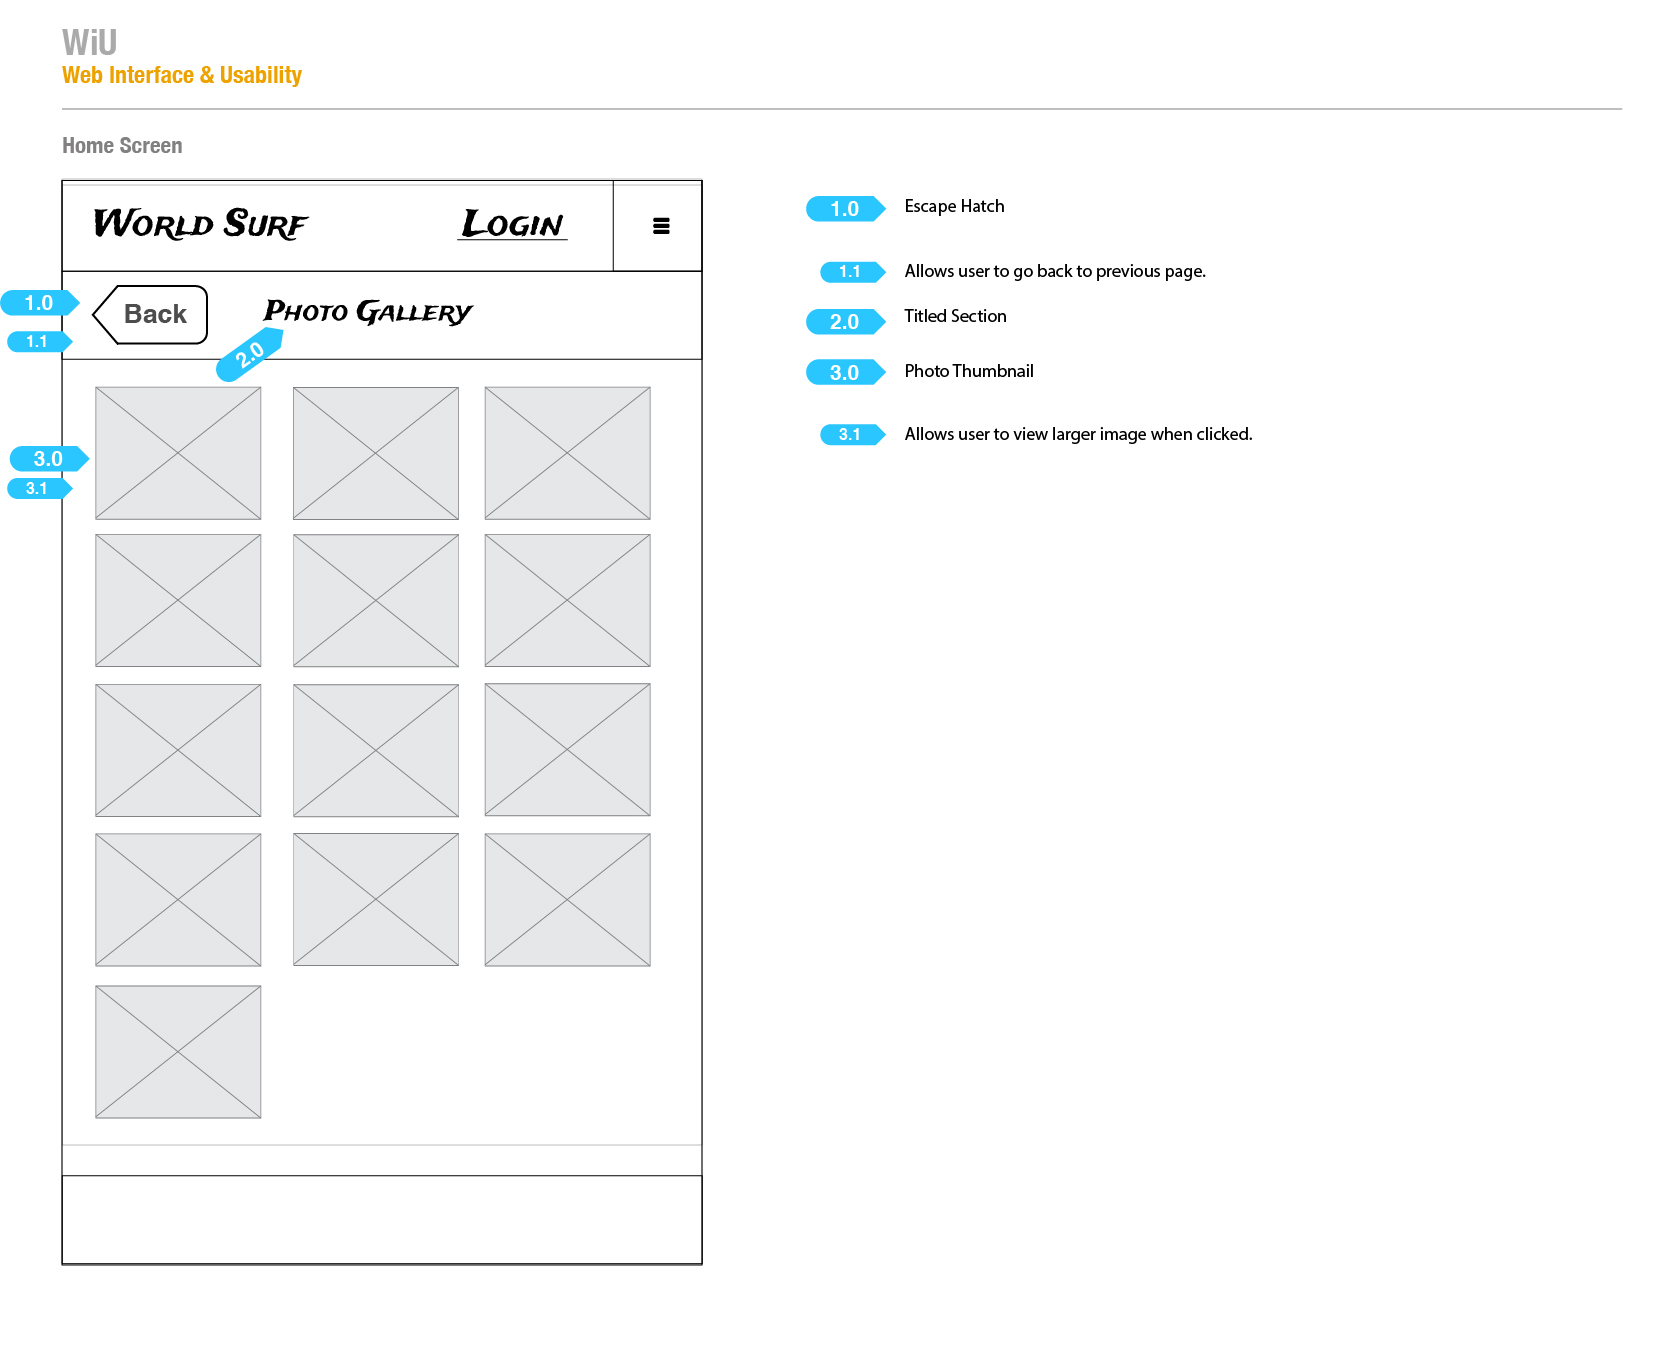 WiU
Web Interface & Usability
Home Screen
World Surf
Login
1.0
1.1
Back
Photo Gallery
2.0
3.0
3.1
1.0 Escape Hatch
1.1 Allows user to go back to previous page.
2.0 Titled Section
3.0 Photo Thumbnail
3.1 Allows user to view larger image when clicked.